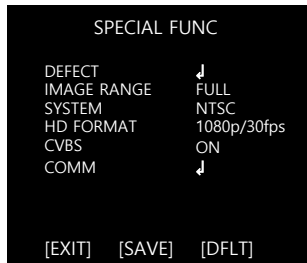 SPECIAL FUNC
DEFECT ↲
IMAGE RANGE FULL
SYSTEM NTSC
HD FORMAT 1080p/30fps
CVBS ON
COMM ↲
[EXIT] [SAVE] [DFLT]